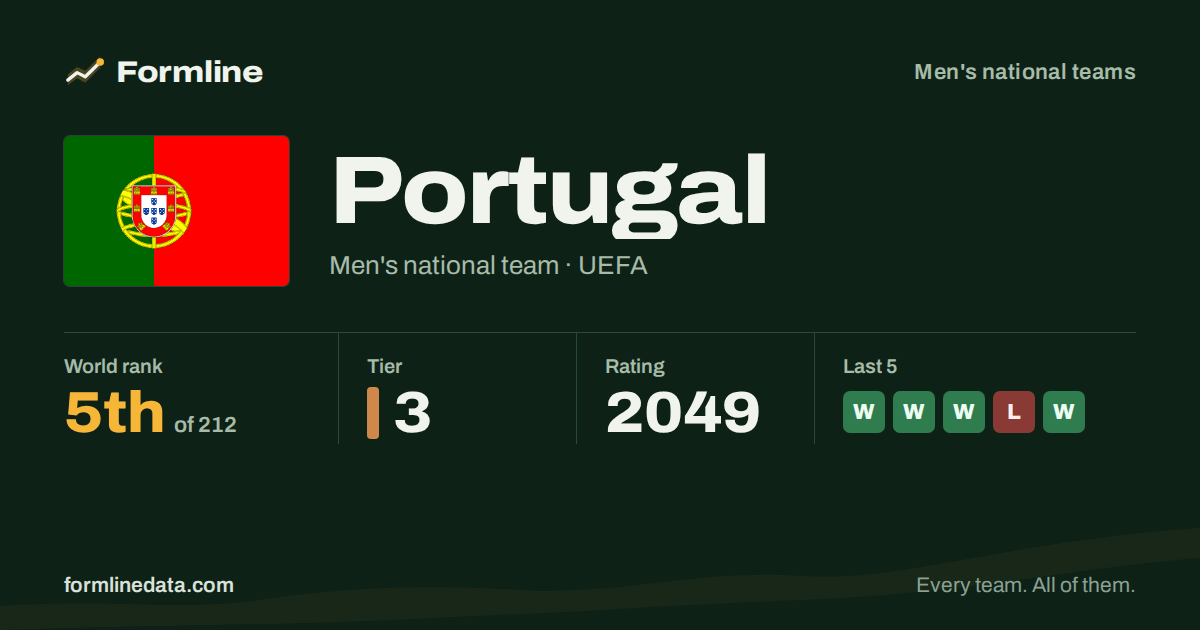 Formline
Men's national teams
Portugal
Men's national team · UEFA
World rank
5th of 212
Tier
3
Rating
2049
Last 5
W W W L W
formlinedata.com
Every team. All of them.